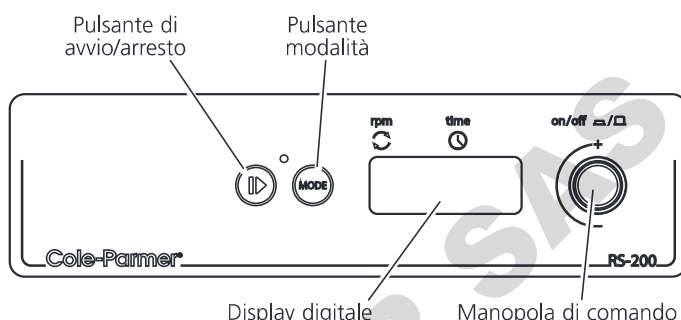 Pulsante di
avvio/arresto
Pulsante
modalità
rpm
time
on/off
+
MODE
−
Cole-Parmer®
RS-200
Display digitale
Manopola di comando
SAS